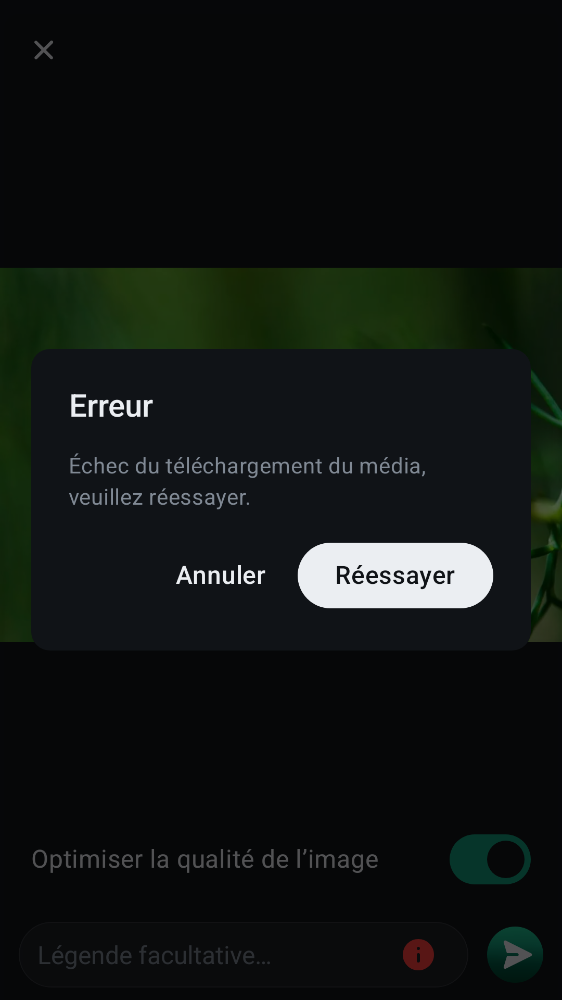 Erreur
Échec du téléchargement du média,
veuillez réessayer.
Annuler
Réessayer
Optimiser la qualité de l’image
Légende facultative…